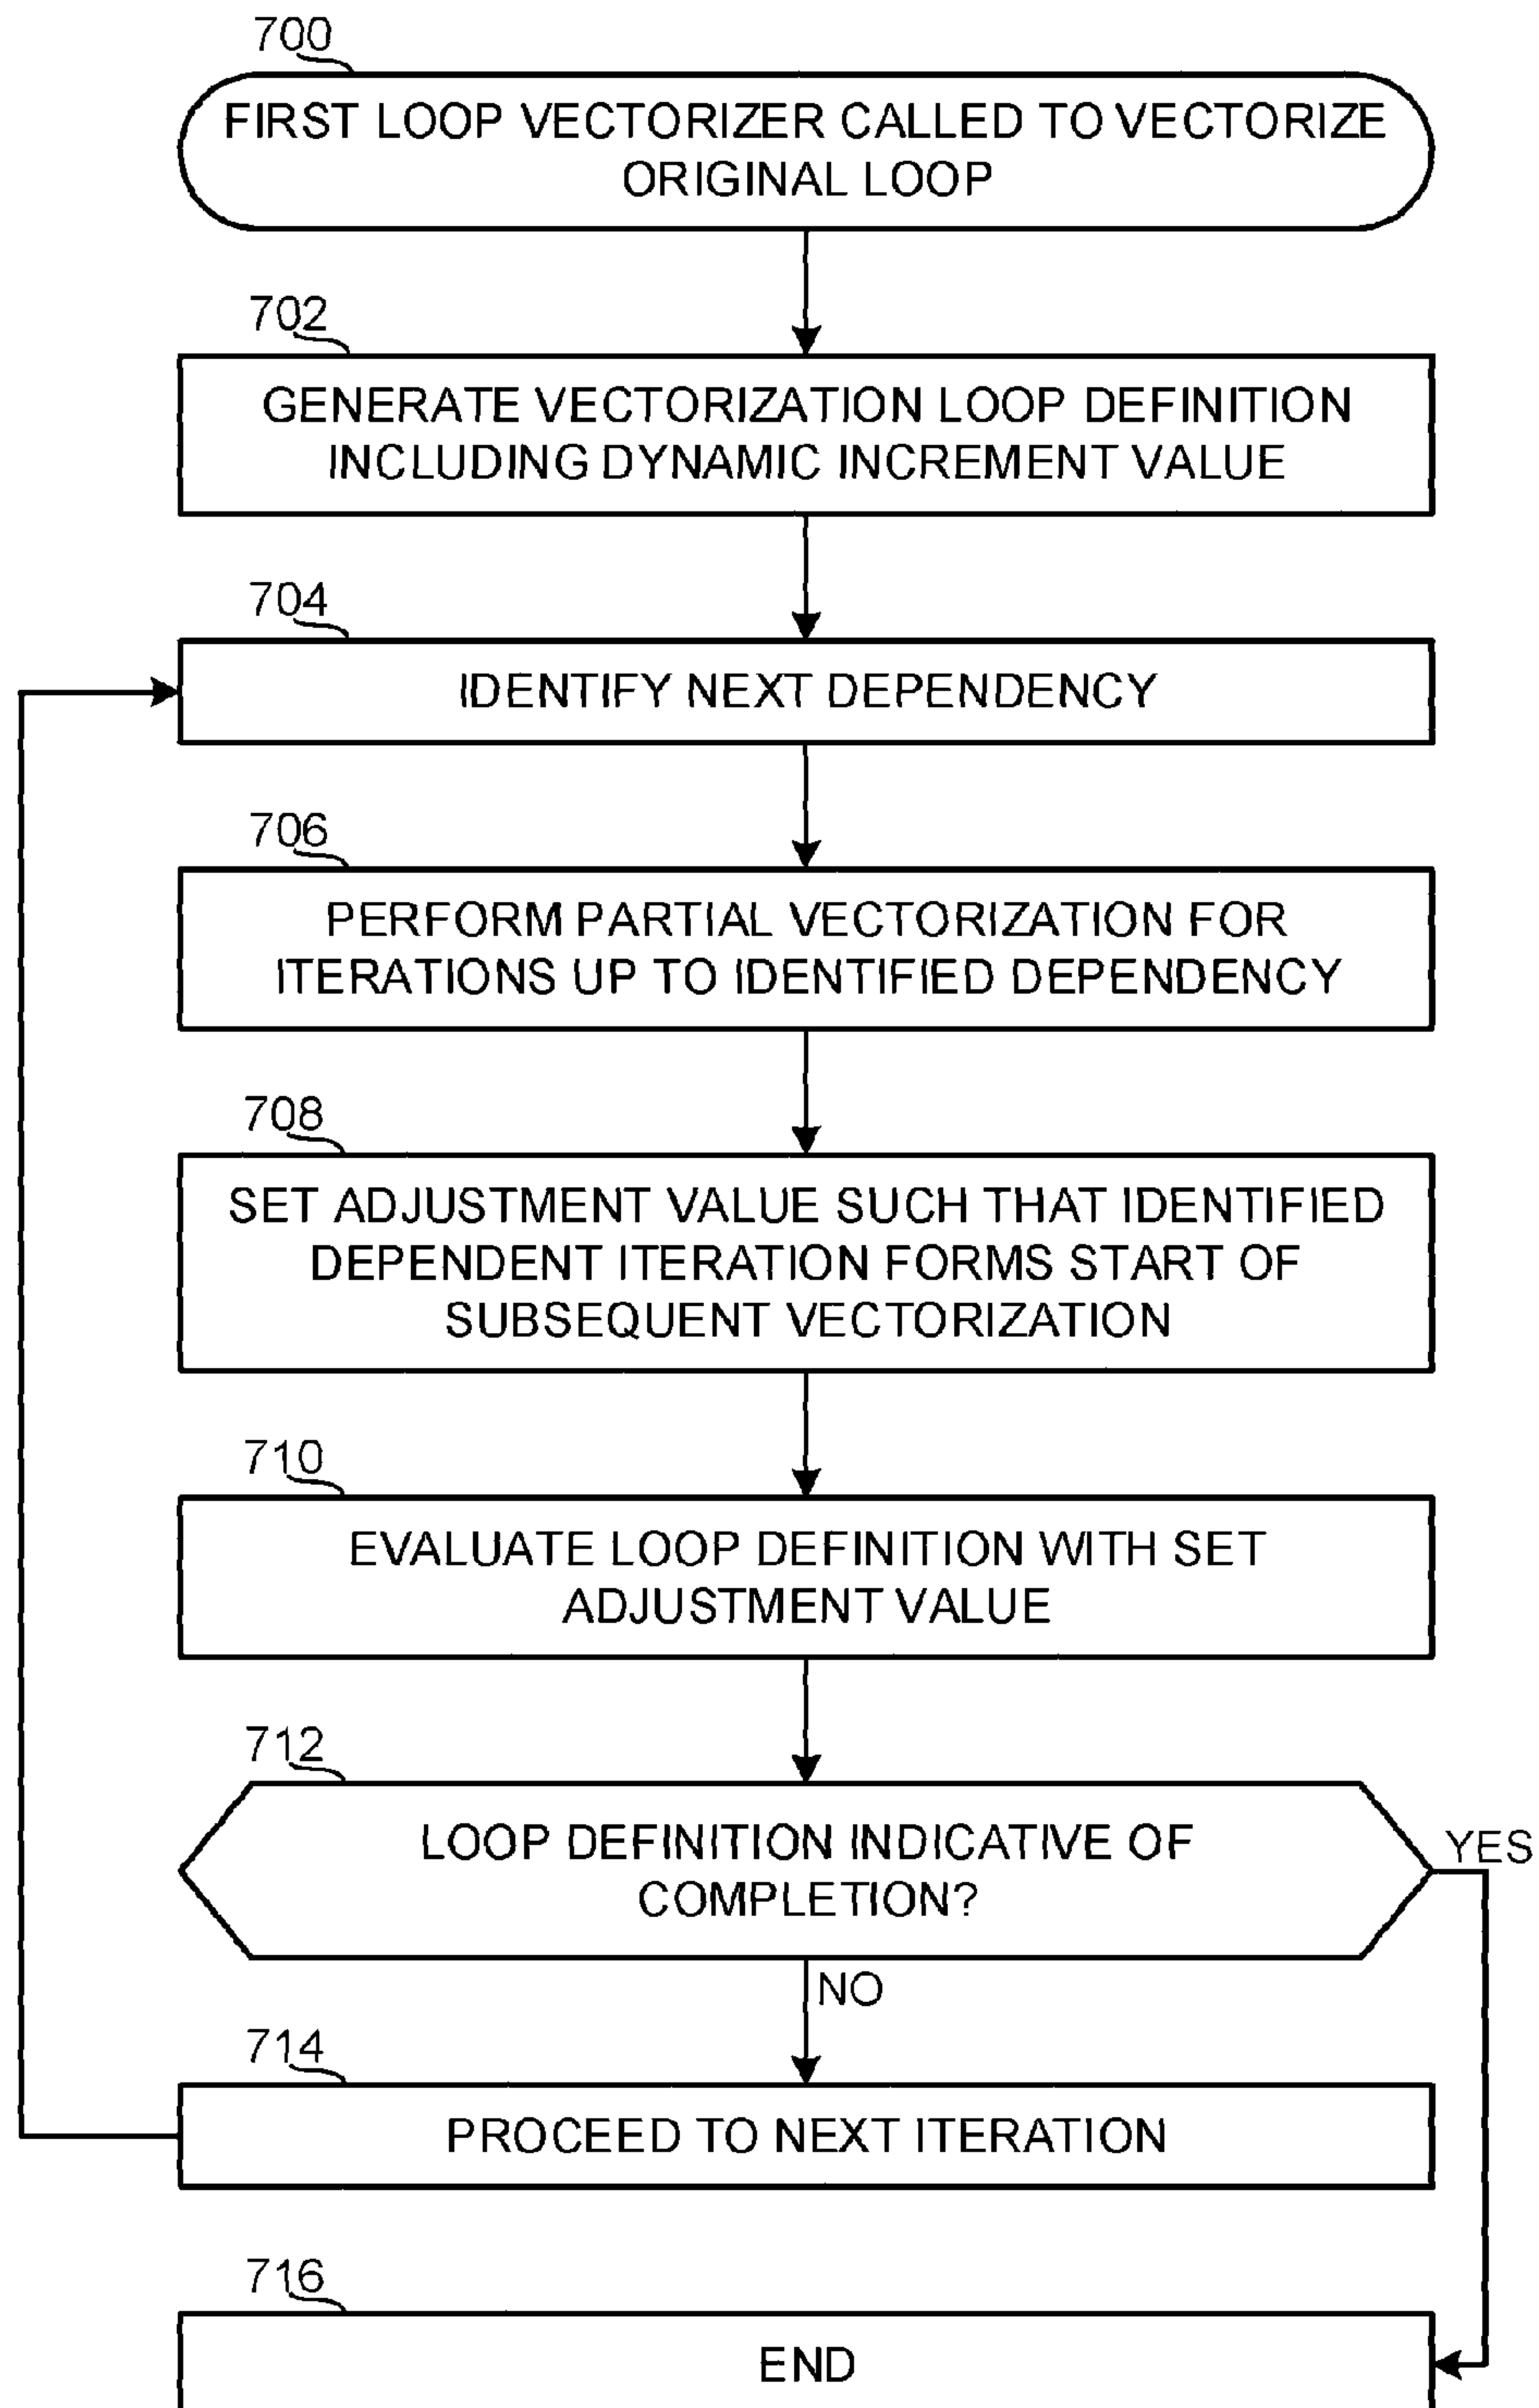 700
FIRST LOOP VECTORIZER CALLED TO VECTORIZE
ORIGINAL LOOP
702
GENERATE VECTORIZATION LOOP DEFINITION
INCLUDING DYNAMIC INCREMENT VALUE
704
IDENTIFY NEXT DEPENDENCY
706
PERFORM PARTIAL VECTORIZATION FOR
ITERATIONS UP TO IDENTIFIED DEPENDENCY
708
SET ADJUSTMENT VALUE SUCH THAT IDENTIFIED
DEPENDENT ITERATION FORMS START OF
SUBSEQUENT VECTORIZATION
710
EVALUATE LOOP DEFINITION WITH SET
ADJUSTMENT VALUE
712
LOOP DEFINITION INDICATIVE OF
COMPLETION?
YES
NO
714
PROCEED TO NEXT ITERATION
716
END